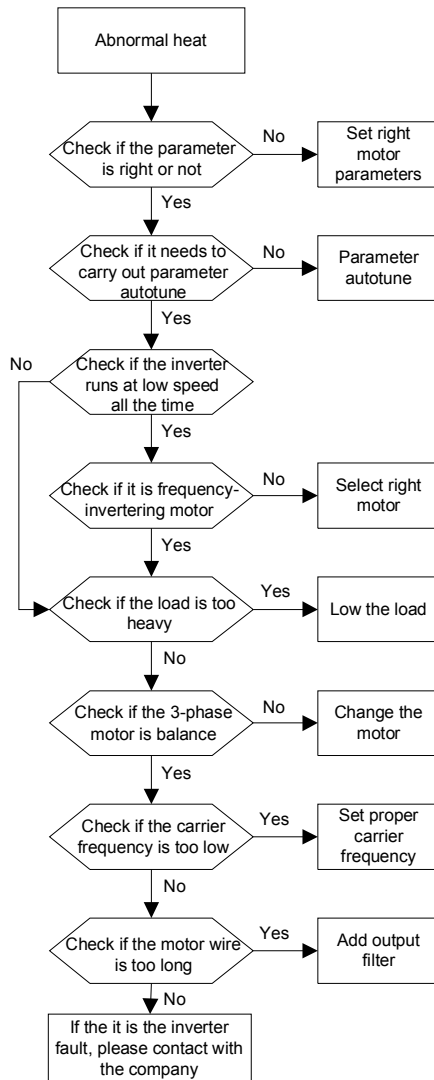 Abnormal heat
Check if the parameter
is right or not
No
Set right
motor
parameters
Yes
Check if it needs to
carry out parameter
autotune
No
Parameter
autotune
Yes
No
Check if the inverter
runs at low speed
all the time
Yes
Check if it is frequency-
invertering motor
No
Select right
motor
Yes
Check if the load is too
heavy
Yes
Low the load
No
Check if the 3-phase
motor is balance
No
Change the
motor
Yes
Check if the carrier
frequency is too low
Yes
Set proper
carrier
frequency
No
Check if the motor wire
is too long
Yes
Add output
filter
No
If the it is the inverter
fault, please contact with
the company